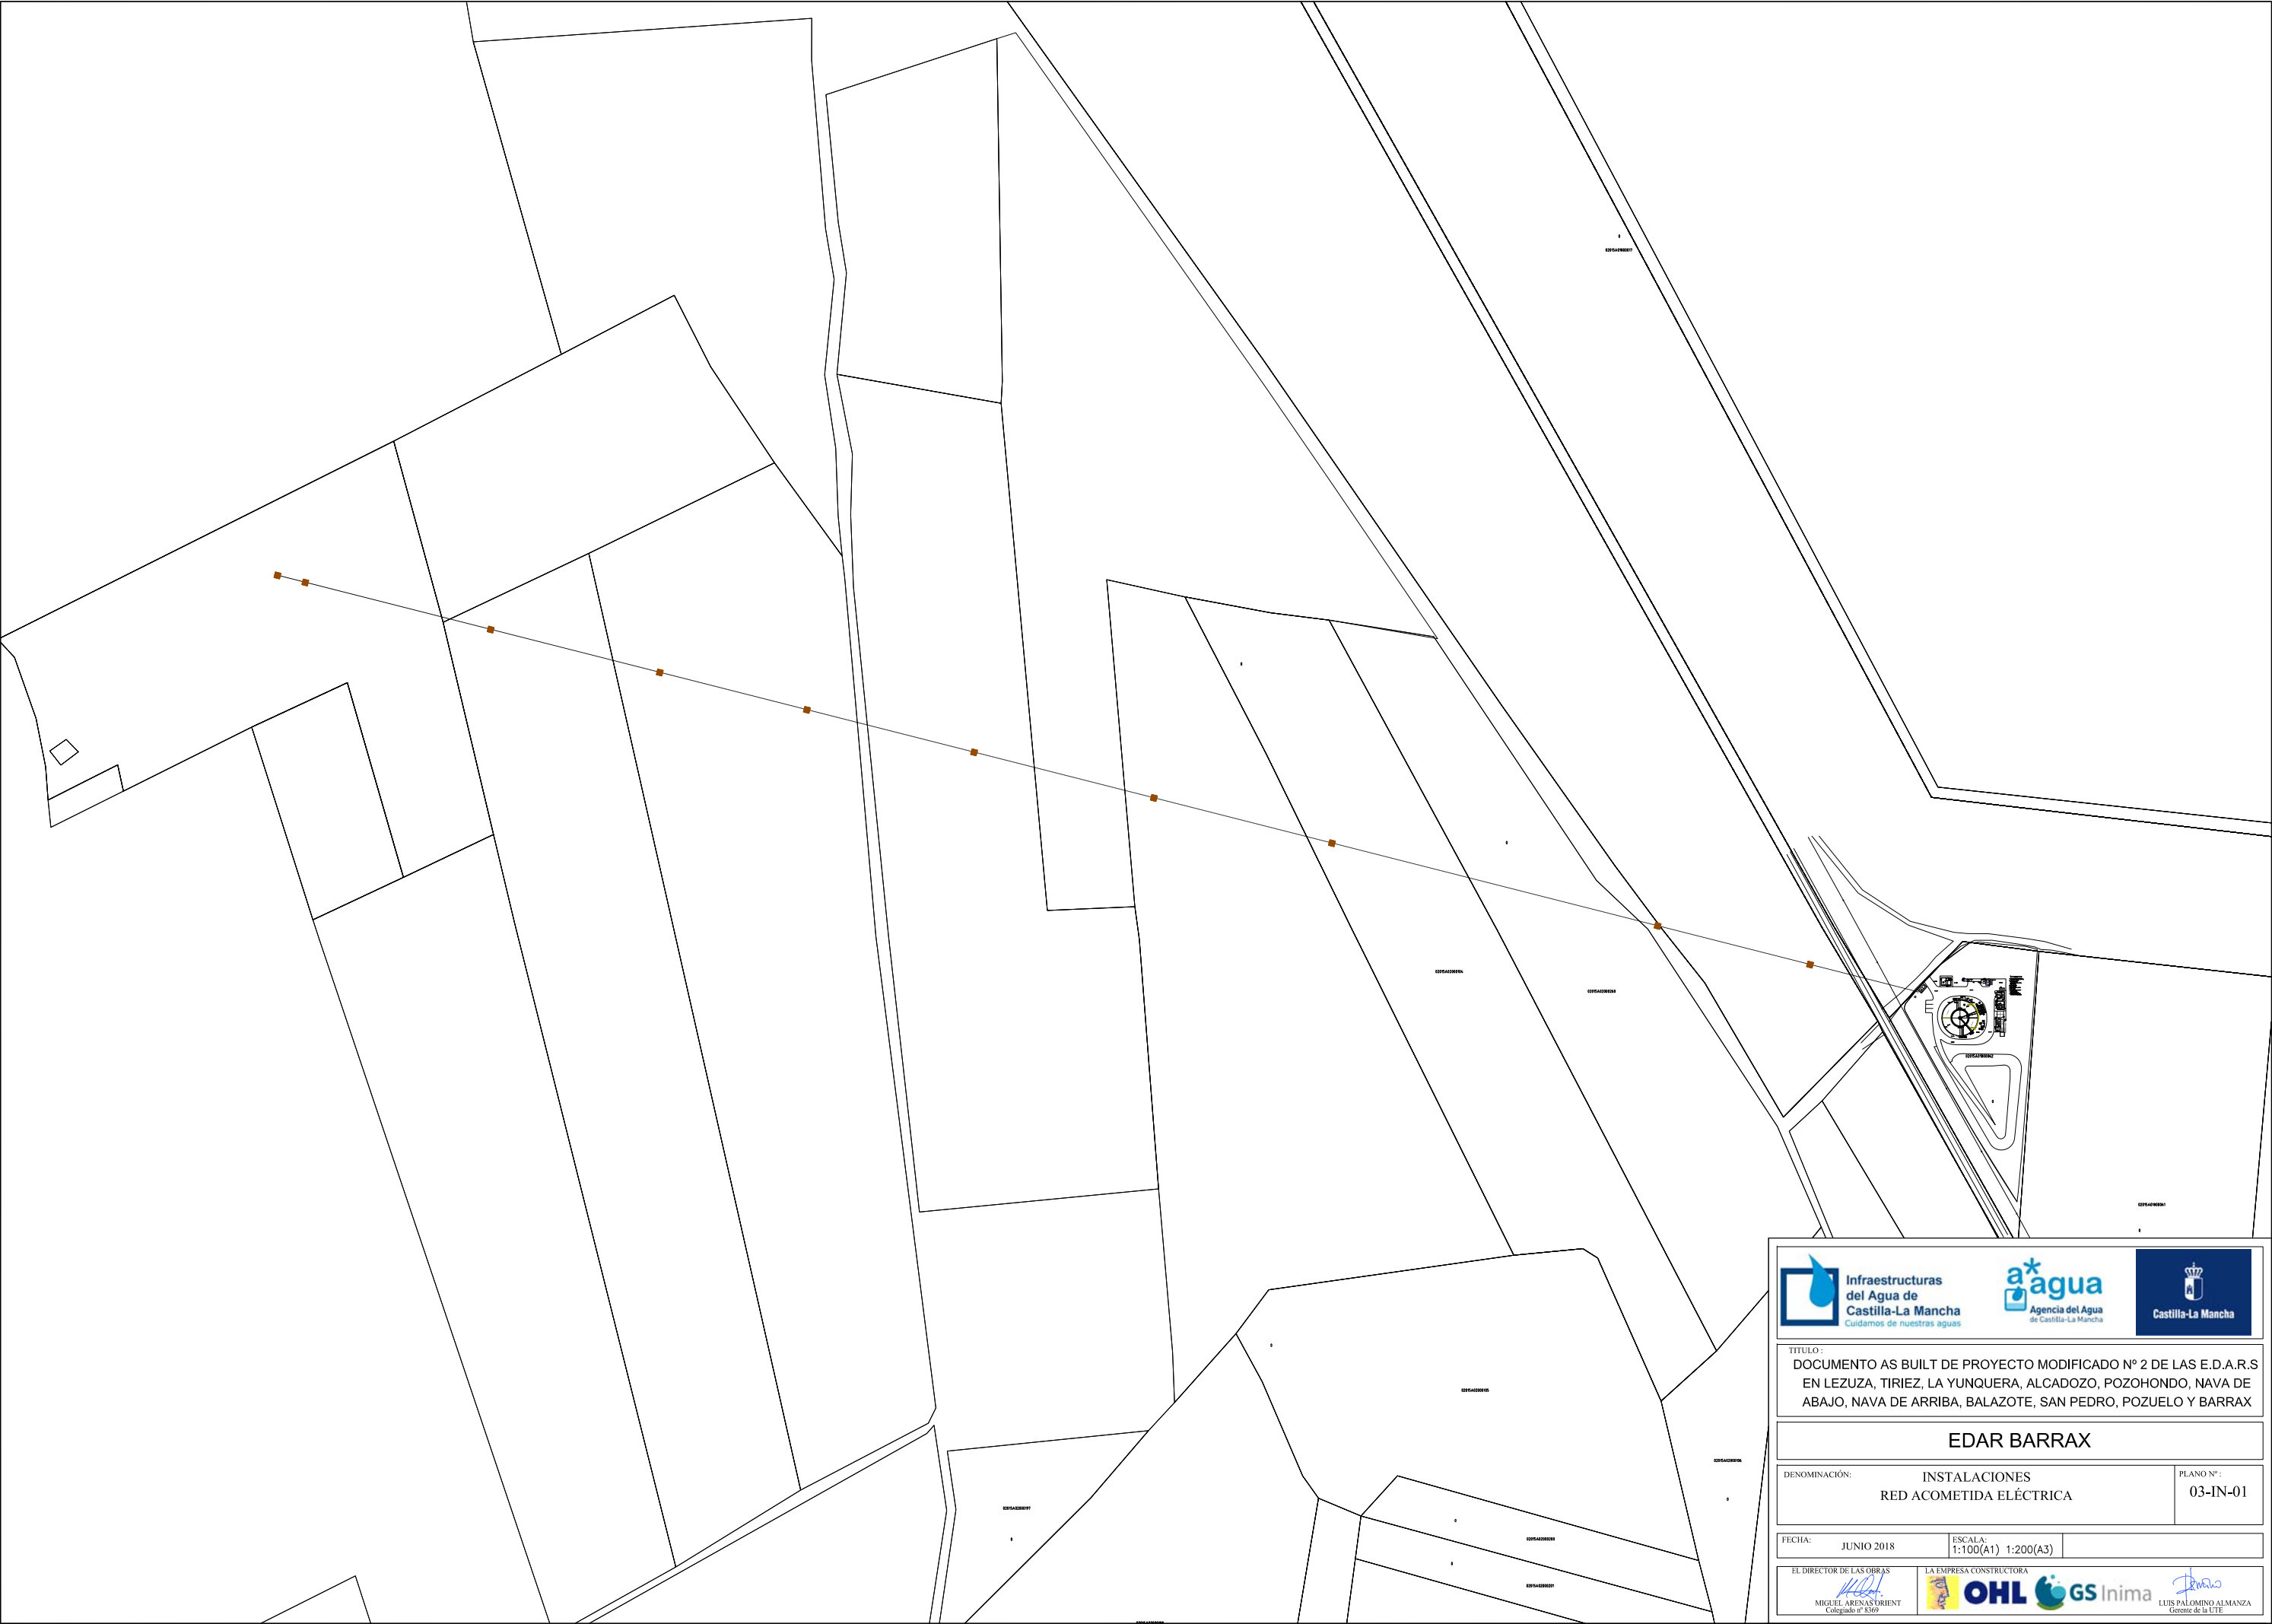 Infraestructuras
del Agua de
Castilla-La Mancha
Cuidamos de nuestras aguas
a*agua
Agencia del Agua
de Castilla-La Mancha
Castilla-La Mancha
TITULO :
DOCUMENTO AS BUILT DE PROYECTO MODIFICADO Nº 2 DE LAS E.D.A.R.S
EN LEZUZA, TIRIEZ, LA YUNQUERA, ALCADOZO, POZOHONDO, NAVA DE
ABAJO, NAVA DE ARRIBA, BALAZOTE, SAN PEDRO, POZUELO Y BARRAX
EDAR BARRAX
DENOMINACIÓN:
INSTALACIONES
RED ACOMETIDA ELÉCTRICA
PLANO Nº :
03-IN-01
FECHA:
JUNIO 2018
ESCALA:
1:100(A1) 1:200(A3)
EL DIRECTOR DE LAS OBRAS
MIGUEL ARENAS ORIENT
Colegiado nº 8369
LA EMPRESA CONSTRUCTORA
OHL
GS Inima
LUIS PALOMINO ALMANZA
Gerente de la UTE